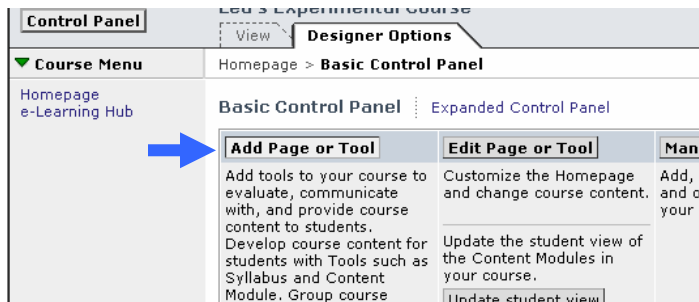 Led's Experimental Course
Control Panel
View
Designer Options
Course Menu
Homepage > Basic Control Panel
Homepage
e-Learning Hub
Basic Control Panel
Expanded Control Panel
Add Page or Tool
Edit Page or Tool
Man
Add tools to your course to
evaluate, communicate
with, and provide course
content to students.
Develop course content for
students with Tools such as
Syllabus and Content
Module. Group course
Customize the Homepage
and change course content.
Update the student view of
the Content Modules in
your course.
Update student view
Add,
and o
your